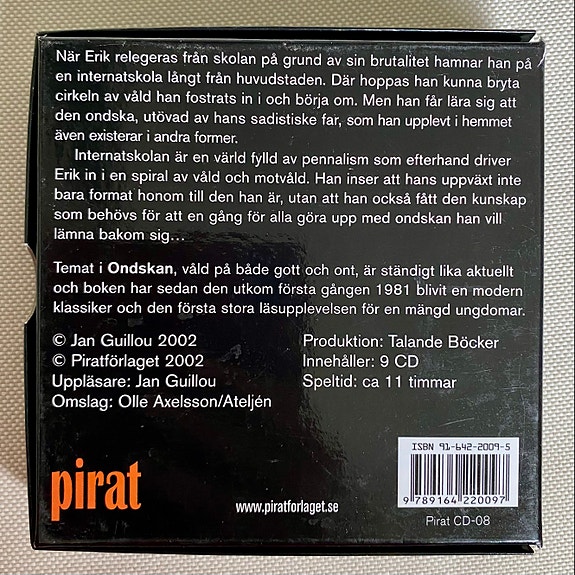 När Erik relegeras från skolan på grund av sin brutalitet hamnar han på
en internatskola långt från huvudstaden. Där hoppas han kunna bryta
cirkeln av våld han fostrats in i och börja om. Men han får lära sig att
den ondska, utövad av hans sadistiske far, som han upplevt i hemmet
även existerar i andra former.
Internatskolan är en värld fylld av pennalism som efterhand driver
Erik in i en spiral av våld och motvåld. Han inser att hans uppväxt inte
bara format honom till den han är, utan att han också fått den kunskap
som behövs för att en gång för alla göra upp med ondskan han vill
lämna bakom sig...
Temat i Ondskan, våld på både gott och ont, är ständigt lika aktuellt
och boken har sedan den utkom första gången 1981 blivit en modern
klassiker och den första stora läsupplevelsen för en mängd ungdomar.
© Jan Guillou 2002
© Piratförlaget 2002
Uppläsare: Jan Guillou
Omslag: Olle Axelsson/Ateljén
Produktion: Talande Böcker
Innehåller: 9 CD
Speltid: ca 11 timmar
pirat
www.piratforlaget.se
ISBN 91-642-2009-5
9 789164 220097
Pirat CD-08